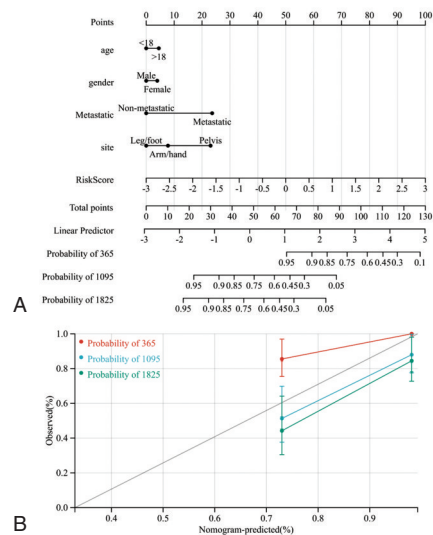 Points 0 10 20 30 40 50 60 70 80 90 100
<18
age
>18
Male
gender
Female
Non-metastatic
Metastatic
Metastatic
Leg/foot Pelvis
site
Arm/hand
RiskScore
-3 -2.5 -2 -1.5 -1 -0.5 0 0.5 1 1.5 2 2.5 3
Total points
0 10 20 30 40 50 60 70 80 90 100 110 120 130
Linear Predictor
-3 -2 -1 0 1 2 3 4 5
Probability of 365
0.95 0.9 0.85 0.75 0.6 0.45 0.3 0.1
Probability of 1095
0.95 0.9 0.85 0.75 0.6 0.45 0.3 0.05
Probability of 1825
0.95 0.9 0.85 0.75 0.6 0.45 0.3 0.05
A
1.0
Probability of 365
Probability of 1095
0.8
Probability of 1825
0.6
Observed(%)
0.4
0.2
0.0
0.4 0.6 0.7 0.8 0.9
Nomogram-predicted(%)
B